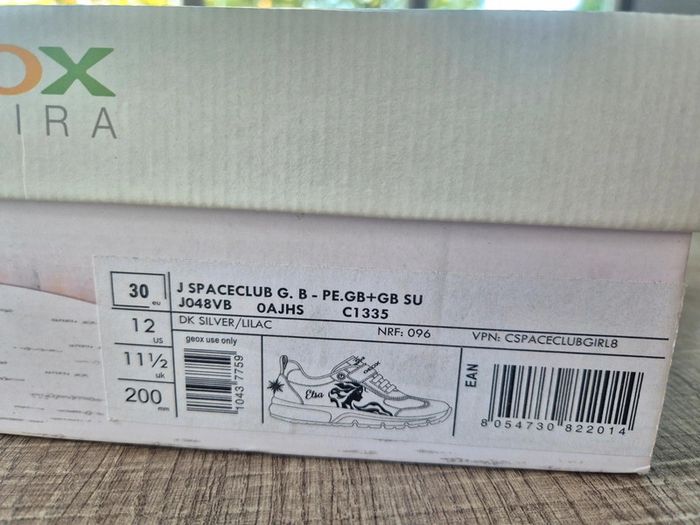 OX
IRA
30 eu
12 us
11½ uk
200 mm
J SPACECLUB G. B - PE.GB+GB SU
J048VB 0AJHS C1335
DK SILVER/LILAC NRF: 096 VPN: CSPACECLUBGIRL8
geox use only
1043 7759
Elsa
EAN
8 054730 822014